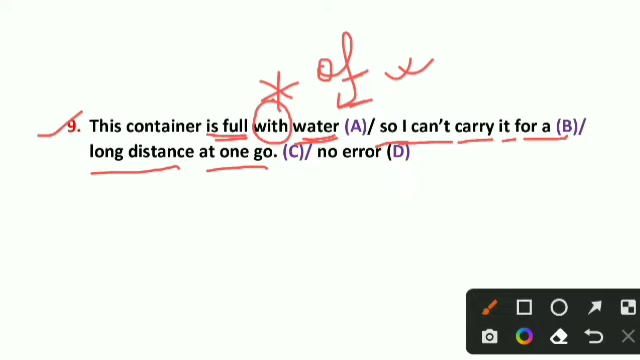 of
9. This container is full with water (A)/ so I can't carry it for a (B)/
long distance at one go. (C)/ no error (D)